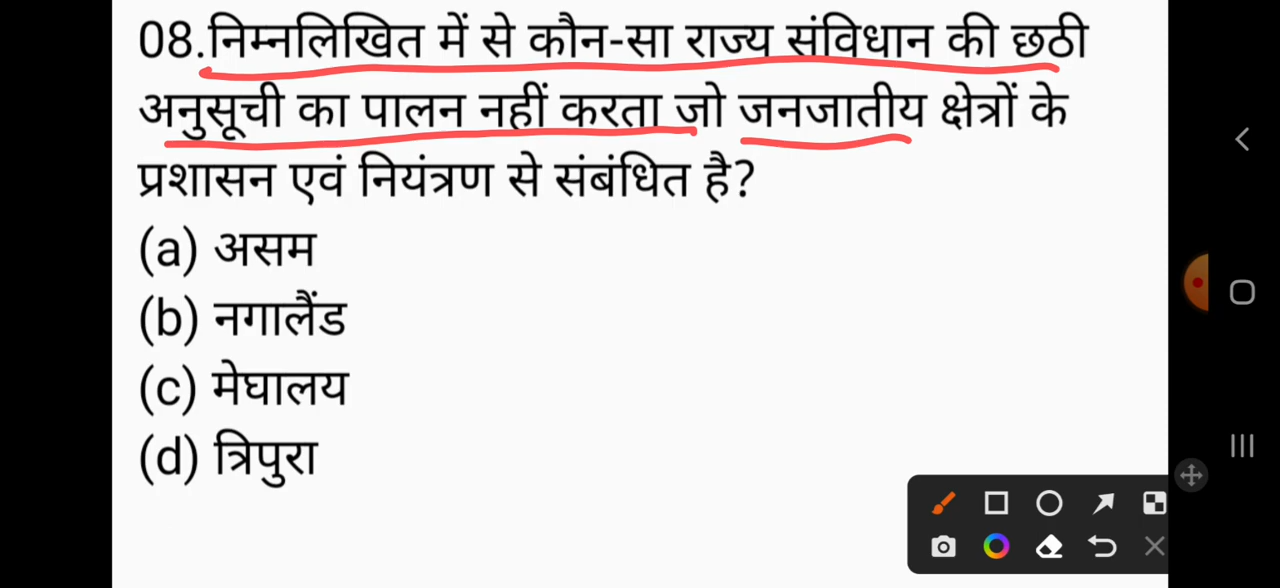 08.निम्नलिखित में से कौन-सा राज्य संविधान की छठी
अनुसूची का पालन नहीं करता जो जनजातीय क्षेत्रों के
प्रशासन एवं नियंत्रण से संबंधित है?
(a) असम
(b) नगालैंड
(c) मेघालय
(d) त्रिपुरा